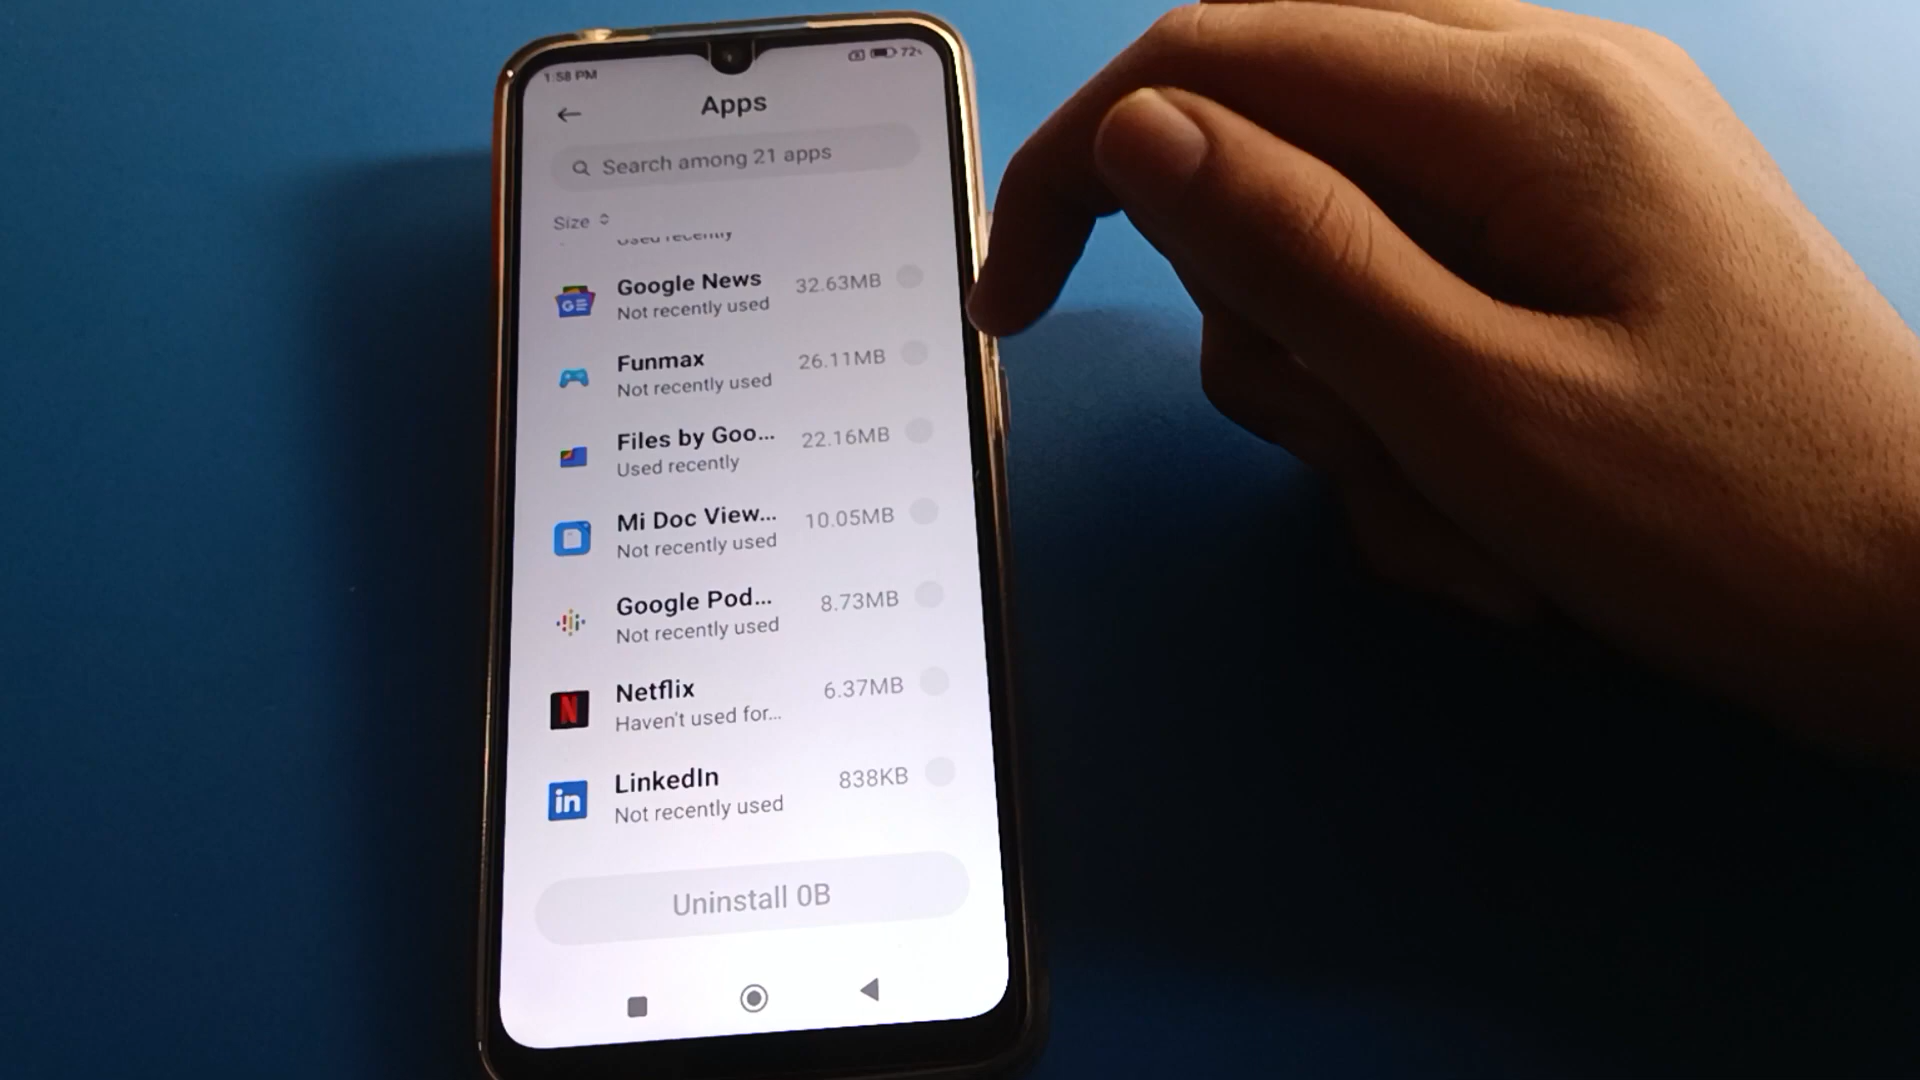 1:58 PM
72
Apps
Search among 21 apps
Size
Used recently
Google News
32.63MB
Not recently used
Funmax
26.11MB
Not recently used
Files by Goo...
22.16MB
Used recently
Mi Doc View...
10.05MB
Not recently used
Google Pod...
8.73MB
Not recently used
N
Netflix
6.37MB
Haven't used for...
in
LinkedIn
838KB
Not recently used
Uninstall 0B